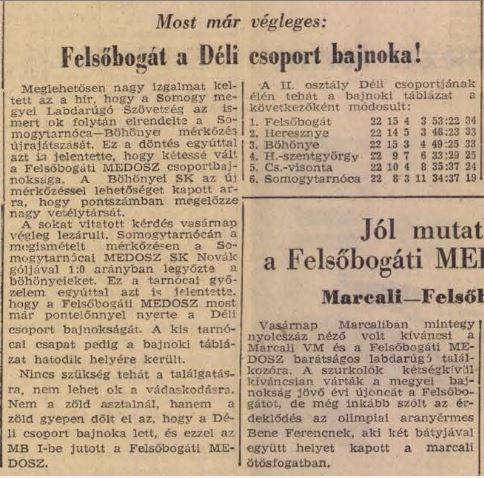 Most már végleges:
Felsőbogát a Déli csoport bajnoka!
Meglehetősen nagy izgalmat kel-
tett az a hír, hogy a Somogy me-
gyei Labdarúgó Szövetség az is-
mert ok folytán elrendelte a So-
mogytarnóca—Böhönye mérkőzés
újrajátszását. Ez a döntés egyúttal
azt is jelentette, hogy kétessé vált
a Felsőbogáti MEDOSZ csoportbaj-
noksága. A Böhönyei SK az új
mérkőzéssel lehetőséget kapott ar-
ra, hogy pontszámban megelőzze
nagy vetélytársát.
A sokat vitatott kérdés vasárnap
végleg lezárult. Somogytarnócán a
megismételt mérkőzésen a So-
mogytarnócai MEDOSZ SK Novák
góljával 1:0 arányban legyőzte a
böhönyeieket. Ez a tarnócai győ-
zelem egyúttal azt is jelentette,
hogy a Felsőbogáti MEDOSZ most
már pontelőnnyel nyerte a Déli
csoport bajnokságát. A kis tarnó-
cai csapat pedig a bajnoki táblá-
zat hatodik helyére került.
Nincs szükség tehát a találgatás-
ra, nem lehet ok a vádaskodásra.
Nem a zöld asztalnál, hanem a
zöld gyepen dőlt el az, hogy a Dé-
li csoport bajnoka lett, és ezzel az
MB I-be jutott a Felsőbogáti ME-
DOSZ.
A II. osztály Déli csoportjának
élén tehát a bajnoki táblázat a
következőként módosult:
1. Felsőbogát 22 15 4 3 53:22 34
2. Heresznye 22 14 5 3 48:23 33
3. Böhönye 22 15 3 4 49:25 33
4. H.-szentgyörgy 22 9 7 6 33:29 25
5. Cs.-visonta 22 10 4 8 35:37 24
6. Somogytarnóca 22 8 3 11 34:37 19
Jól mutat
a Felsőbogáti MEI
Marcali—Felsőb
Vasárnap Marcaliban mintegy
nyolcszáz néző volt kíváncsi a
Marcali VM és a Felsőbogáti ME-
DOSZ barátságos labdarúgó talál-
kozóra. A szurkolók kétségkívül
kíváncsian várták a megyei baj-
nokság jövő évi újoncát a Felsőbo-
gátot, de még inkább szólt az ér-
deklődés az olimpiai aranyérmes
Bene Ferencnek, aki két bátyjával
együtt helyet kapott a marcali
ötösfogatban.